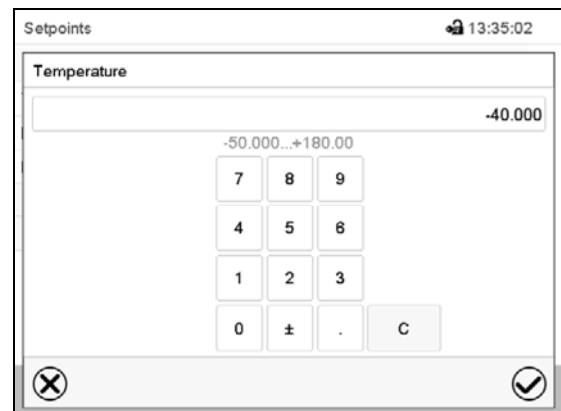 Setpoints 13:35:02
Temperature
-40.000
-50.000...+180.00
7 8 9
4 5 6
1 2 3
0 ± . C